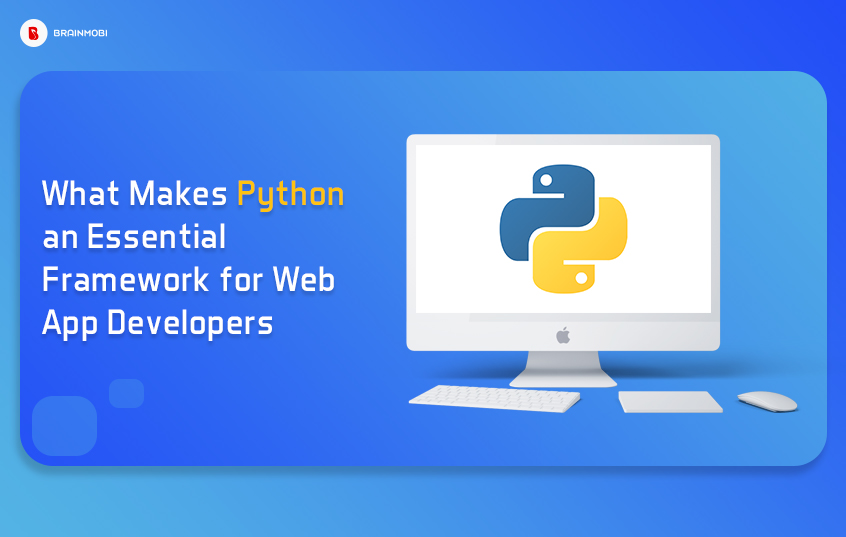 BRAINMOBI
What Makes Python
an Essential
Framework for Web
App Developers